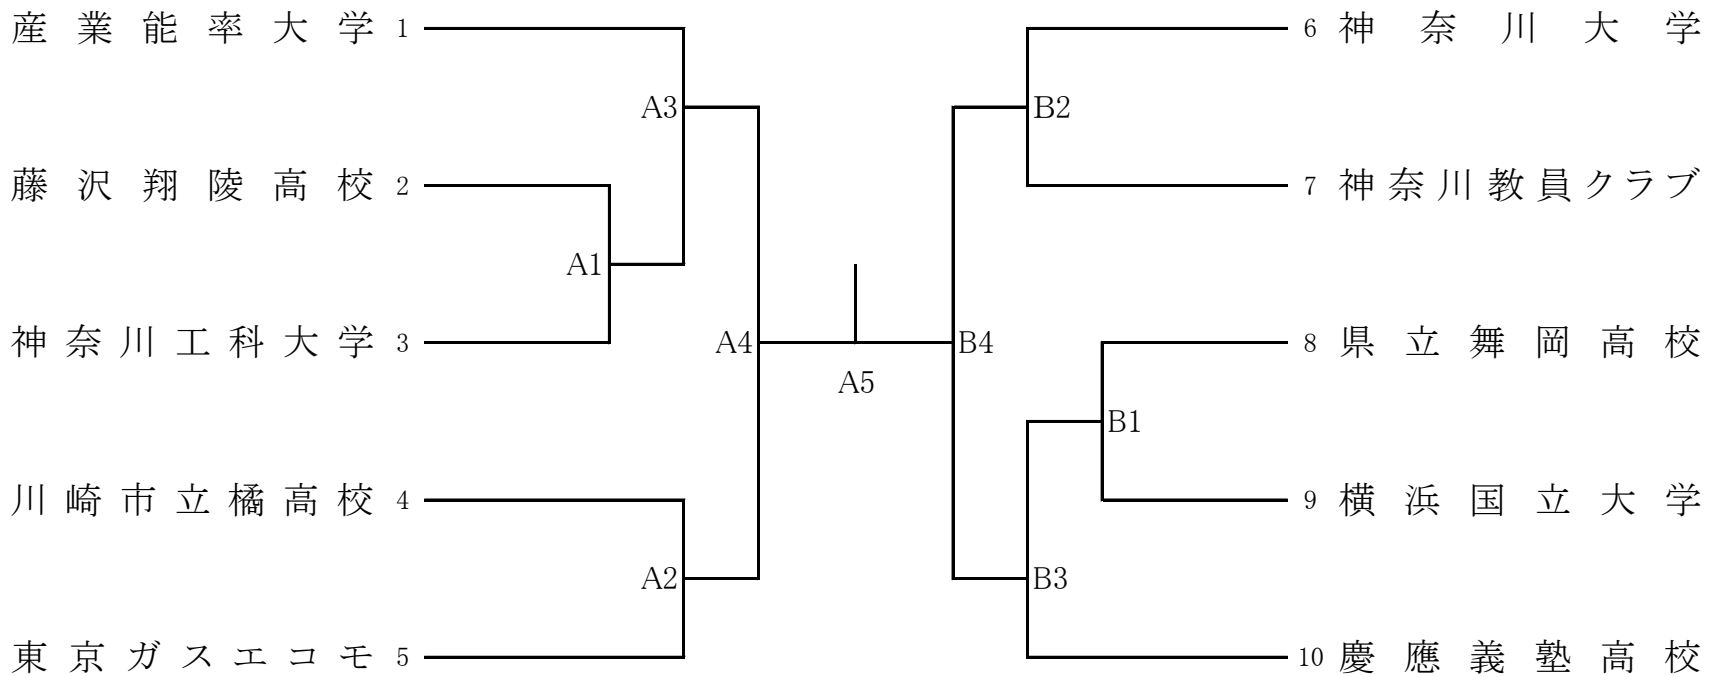 産業能率大学 1
6 神奈川大学
A3
B2
藤沢翔陵高校 2
7 神奈川教員クラブ
A1
神奈川工科大学 3
A4
B4
8 県立舞岡高校
A5
B1
川崎市立橘高校 4
9 横浜国立大学
A2
B3
東京ガスエコモ 5
10 慶應義塾高校